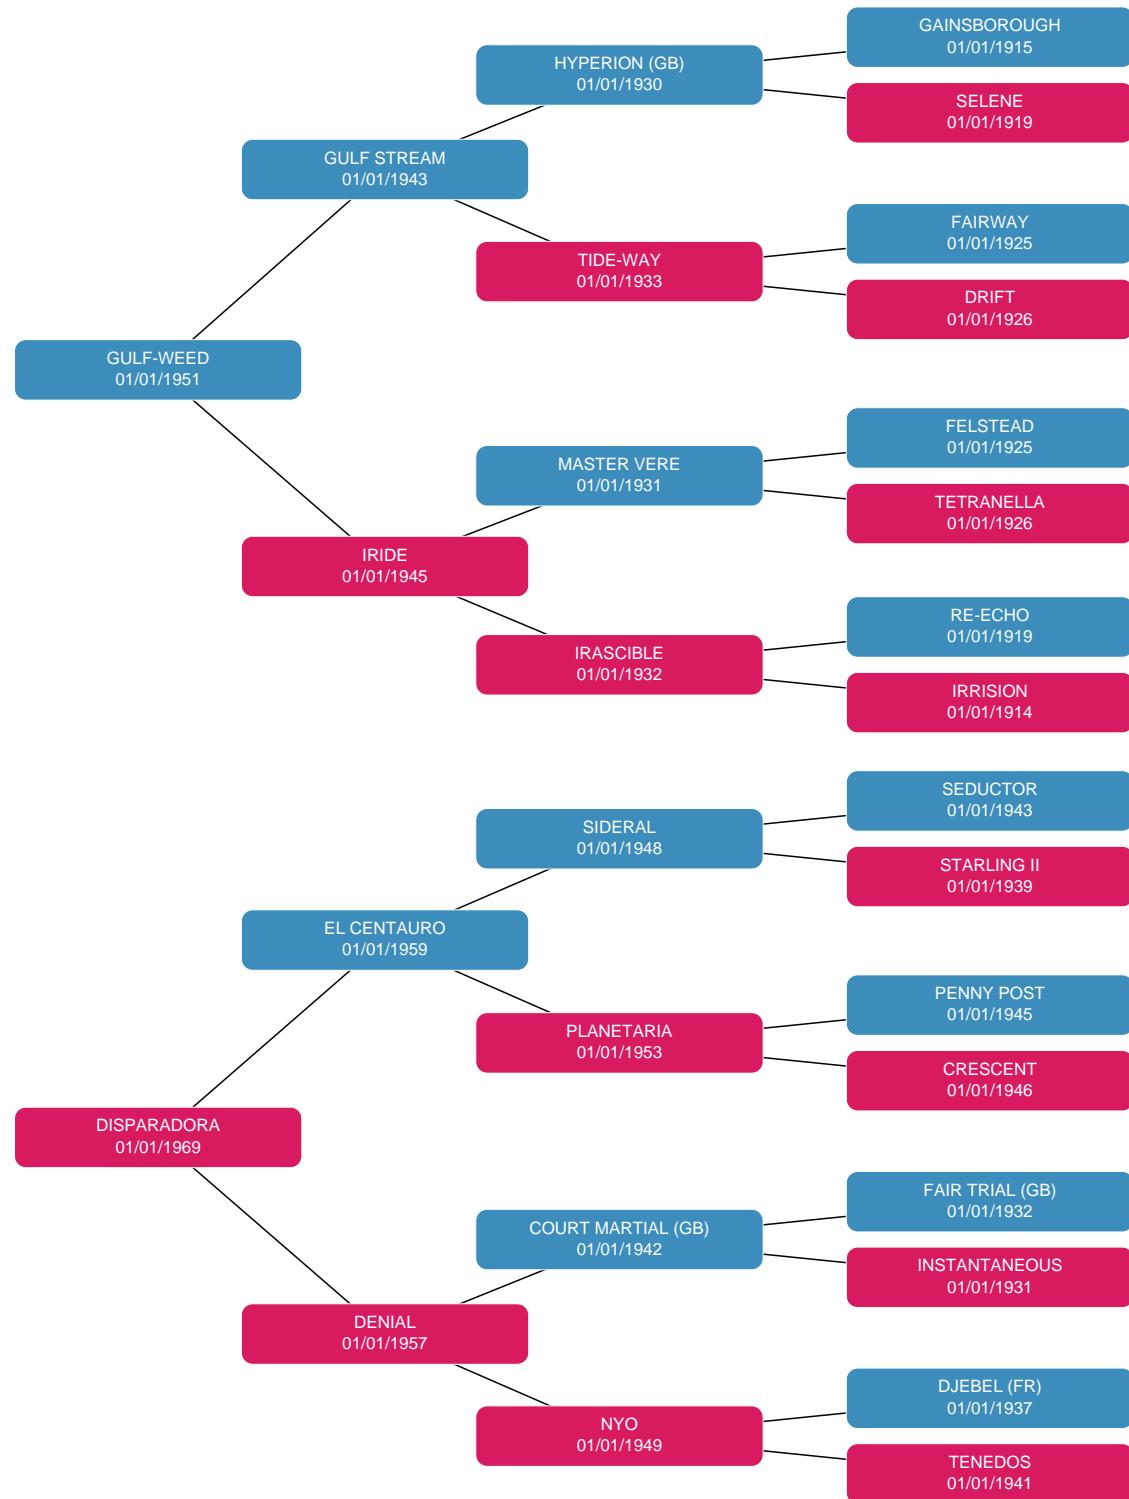 GAINSBOROUGH
01/01/1915
HYPERION (GB)
01/01/1930
SELENE
01/01/1919
GULF STREAM
01/01/1943
FAIRWAY
01/01/1925
TIDE-WAY
01/01/1933
DRIFT
01/01/1926
GULF-WEED
01/01/1951
FELSTEAD
01/01/1925
MASTER VERE
01/01/1931
TETRANELLA
01/01/1926
IRIDE
01/01/1945
RE-ECHO
01/01/1919
IRASCIBLE
01/01/1932
IRRISION
01/01/1914
SEDUCTOR
01/01/1943
SIDERAL
01/01/1948
STARLING II
01/01/1939
EL CENTAURO
01/01/1959
PENNY POST
01/01/1945
PLANETARIA
01/01/1953
CRESCENT
01/01/1946
DISPARADORA
01/01/1969
FAIR TRIAL (GB)
01/01/1932
COURT MARTIAL (GB)
01/01/1942
INSTANTANEOUS
01/01/1931
DENIAL
01/01/1957
DJEBEL (FR)
01/01/1937
NYO
01/01/1949
TENEDOS
01/01/1941